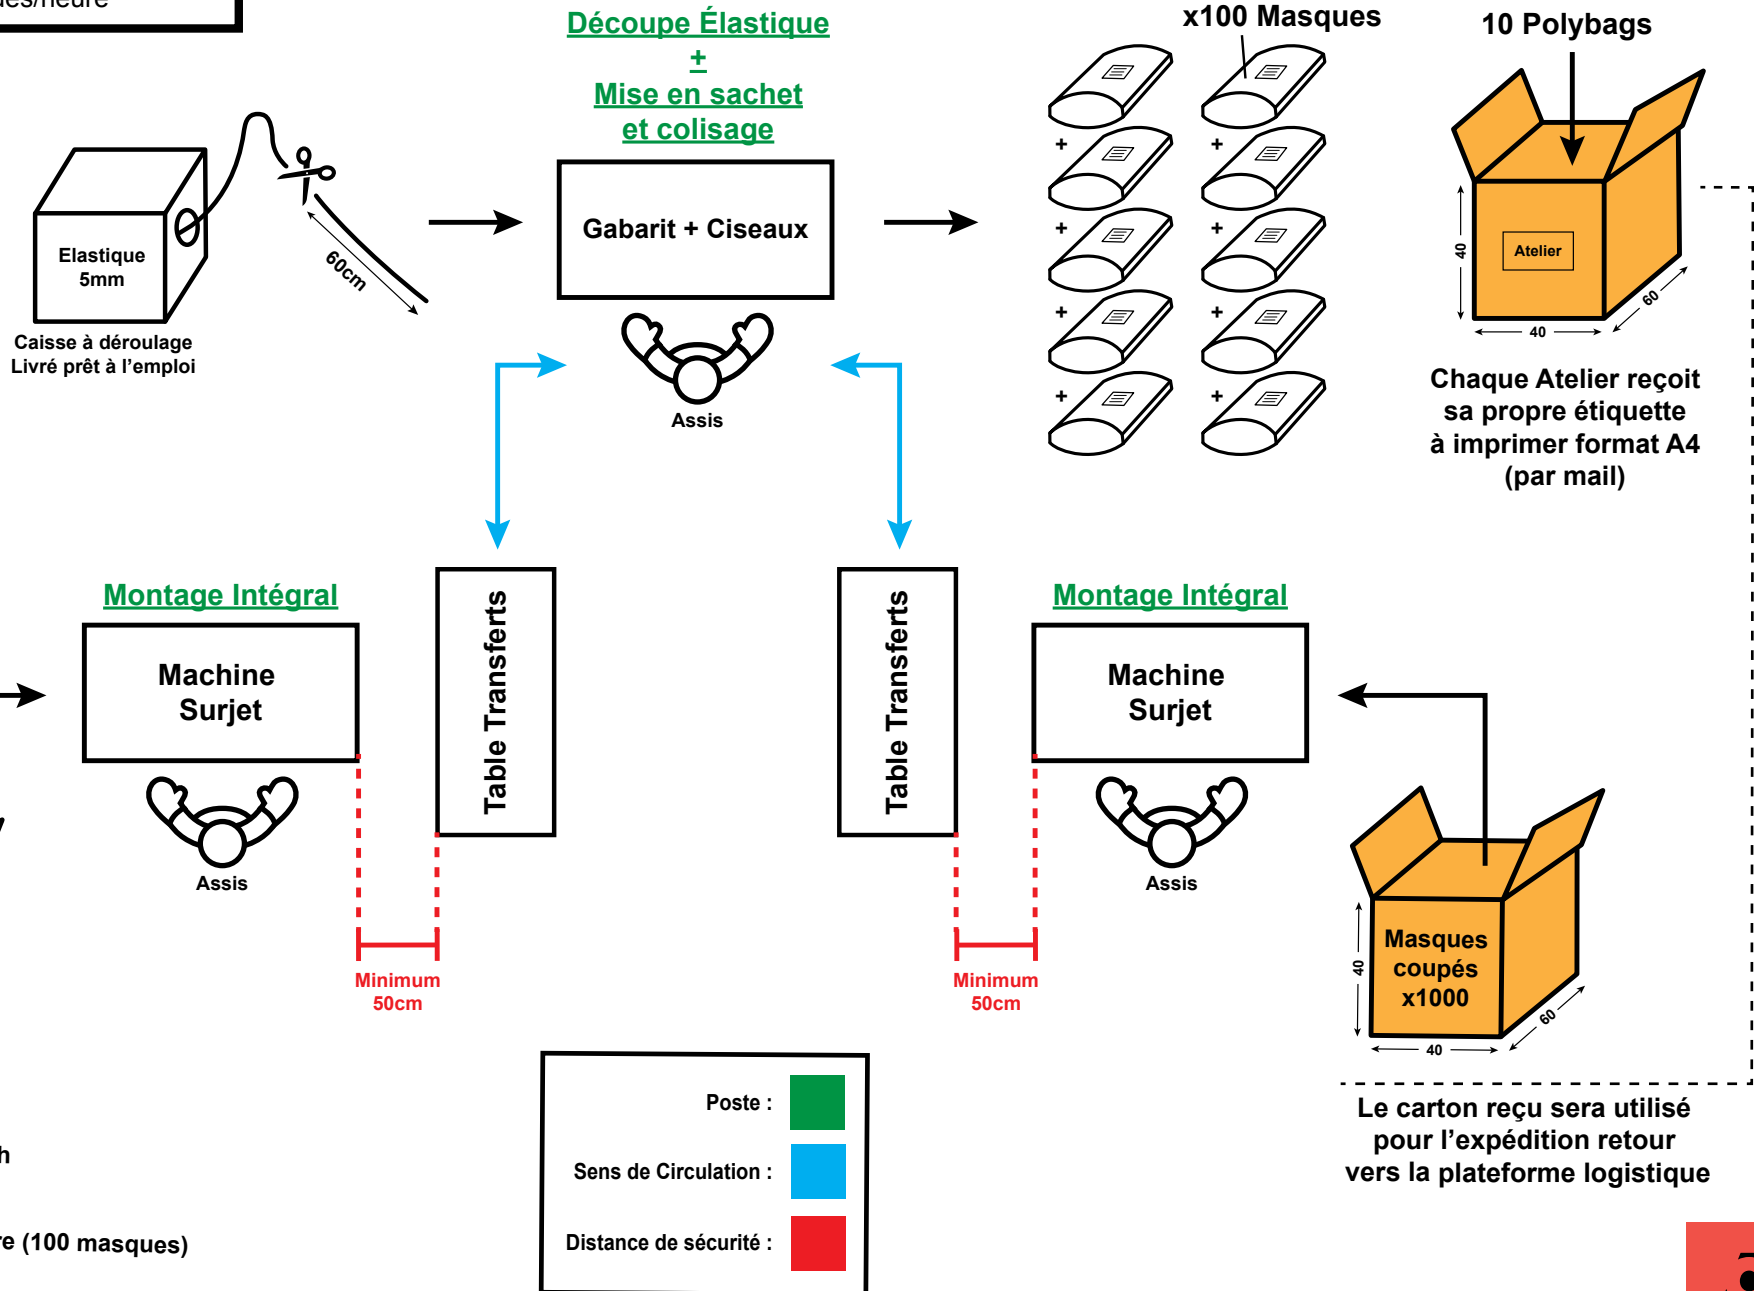 Découpe Élastique
+
Mise en sachet
et colisage
x100 Masques
10 Polybags
Elastique
5mm
60cm
Caisse à déroulage
Livré prêt à l'emploi
Gabarit + Ciseaux
Assis
+
+
+
+
+
+
+
+
Atelier
40
40
60
Chaque Atelier reçoit
sa propre étiquette
à imprimer format A4
(par mail)
Montage Intégral
Machine
Surjet
Assis
Table Transferts
Minimum
50cm
Table Transferts
Minimum
50cm
Montage Intégral
Machine
Surjet
Assis
Masques
coupés
x1000
40
40
60
Le carton reçu sera utilisé
pour l'expédition retour
vers la plateforme logistique
Poste :
Sens de Circulation :
Distance de sécurité :
(100 masques)